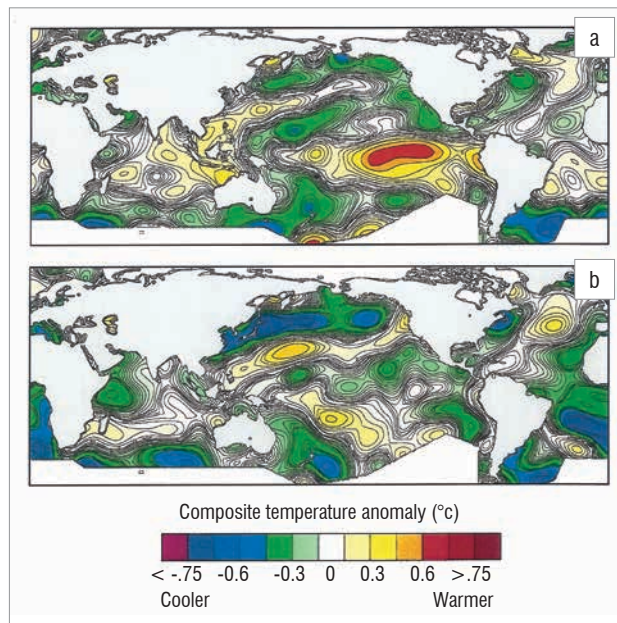 a
b
Composite temperature anomaly (°c)
< -.75 -0.6 -0.3 0 0.3 0.6 >.75
Cooler Warmer